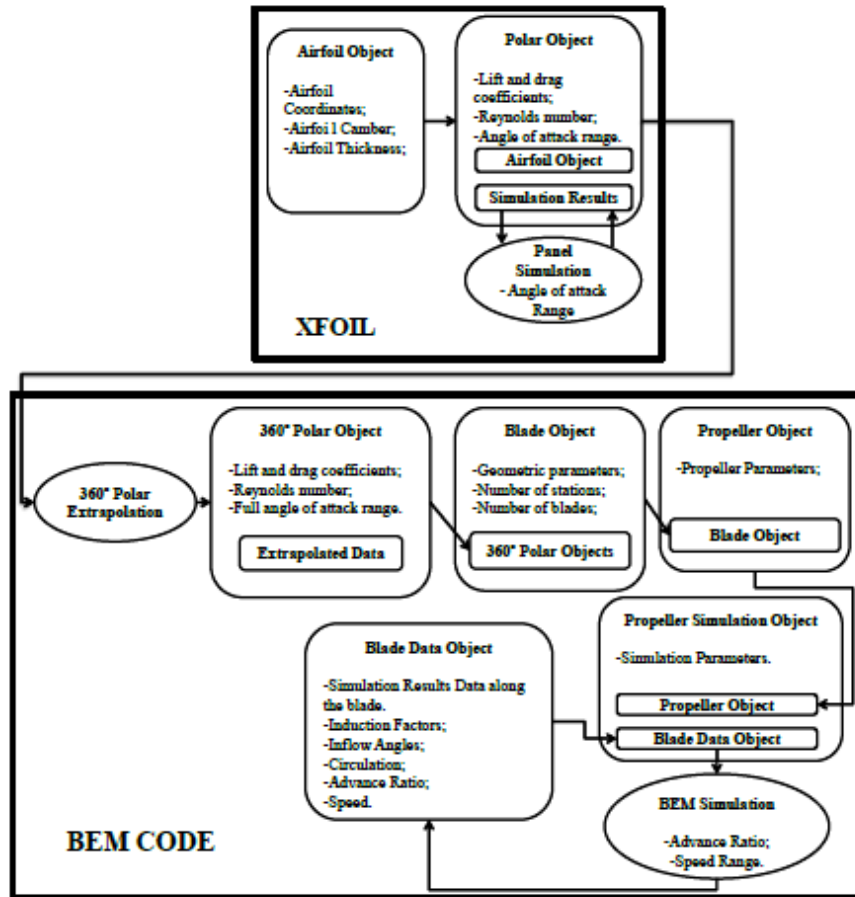 Airfoil Object
-Airfoil
Coordinates;
-Airfoi l Camber;
-Airfoil Thickness;
Polar Object
-Lift and drag
coefficients;
-Reynolds number;
-Angle of attack range.
Airfoil Object
Simulation Results
Panel
Simulation
- Angle of attack
Range
XFOIL
360° Polar
Extrapolation
360° Polar Object
-Lift and drag coefficients;
-Reynolds number;
-Full angle of attack range.
Extrapolated Data
Blade Object
-Geometric parameters;
-Number of stations;
-Number of blades;
360° Polar Objects
Propeller Object
-Propeller Parameters;
Blade Object
Propeller Simulation Object
-Simulation Parameters.
Propeller Object
Blade Data Object
Blade Data Object
-Simulation Results Data along
the blade.
-Induction Factors;
-Inflow Angles;
-Circulation;
-Advance Ratio;
-Speed.
BEM Simulation
-Advance Ratio;
-Speed Range.
BEM CODE